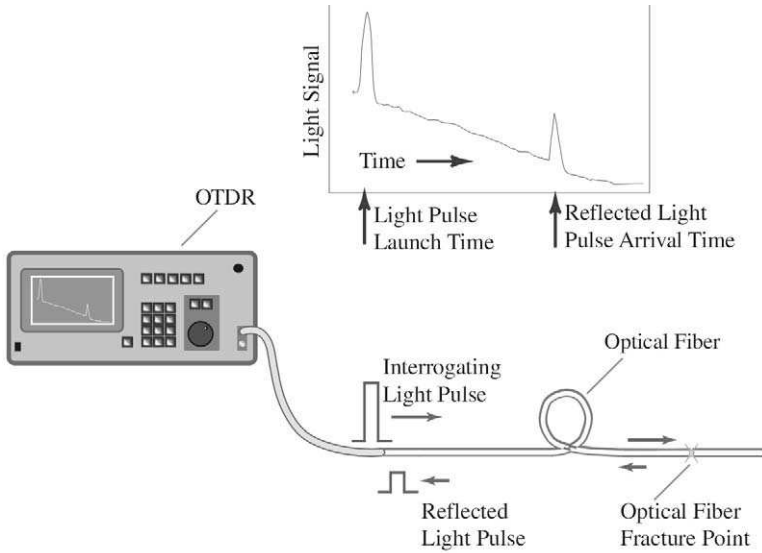 Light Signal
Time
Light Pulse
Launch Time
Reflected Light
Pulse Arrival Time
OTDR
Interrogating
Light Pulse
Optical Fiber
Reflected
Light Pulse
Optical Fiber
Fracture Point